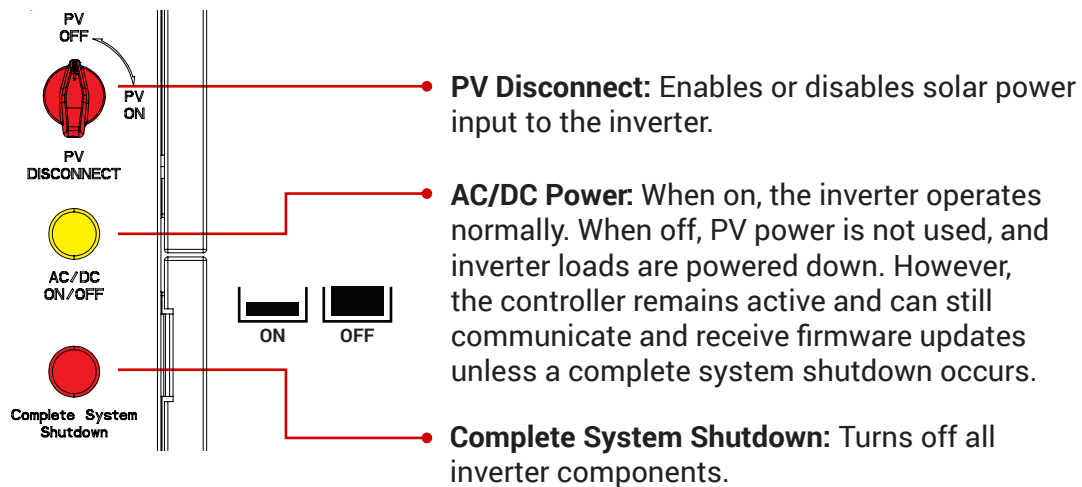 PV
OFF
PV
ON
PV
DISCONNECT
PV Disconnect: Enables or disables solar power
input to the inverter.
AC/DC
ON/OFF
AC/DC Power: When on, the inverter operates
normally. When off, PV power is not used, and
inverter loads are powered down. However,
the controller remains active and can still
communicate and receive firmware updates
unless a complete system shutdown occurs.
ON
OFF
Complete System
Shutdown
Complete System Shutdown: Turns off all
inverter components.